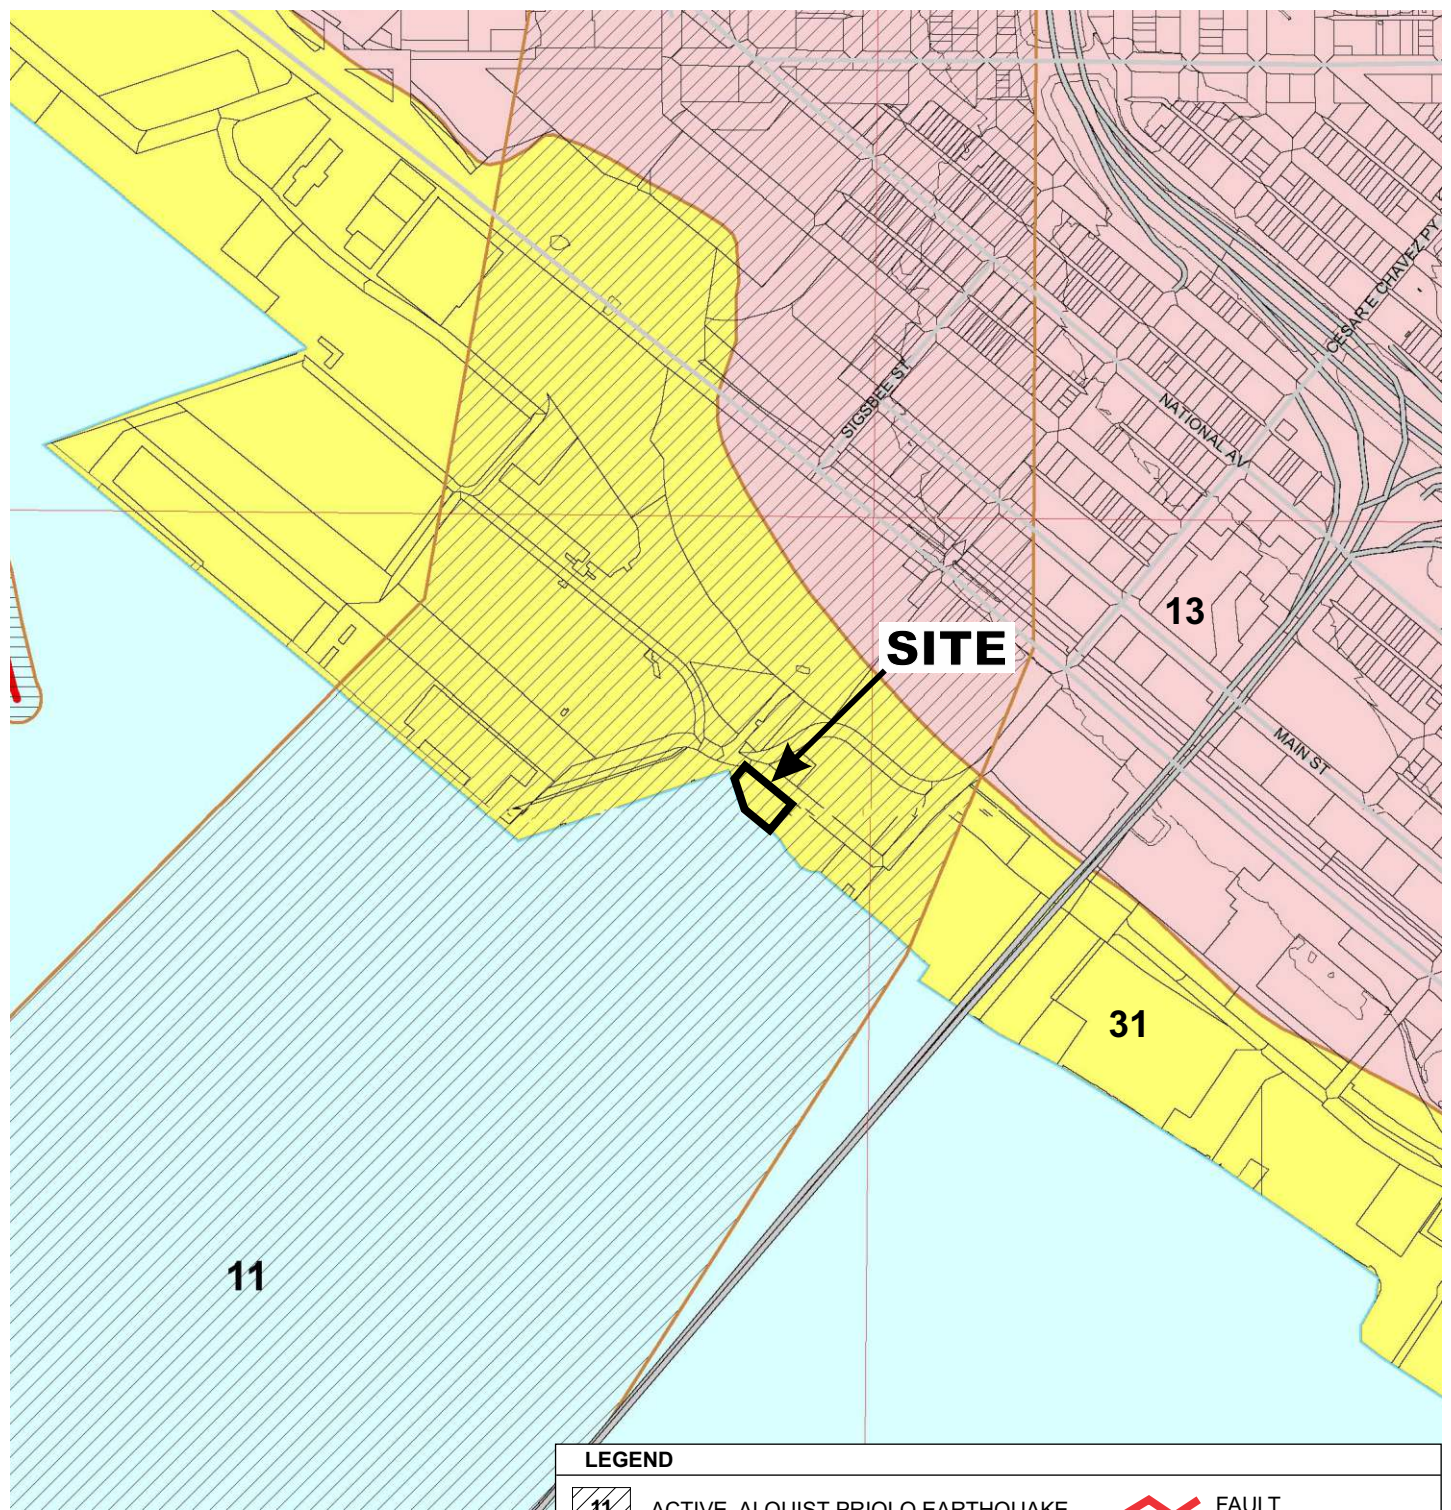 CESAR E CHAVEZ PY
SIGSBEE ST
NATIONAL AV
13
SITE
MAIN ST
31
11
LEGEND
11
ACTIVE, ALQUIST-PRIOLO EARTHQUAKE
FAULT